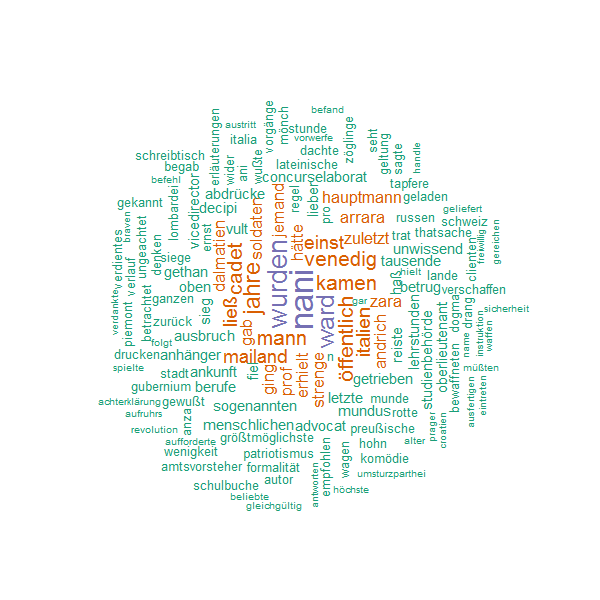 befand
austritt
vorgänge
mönch
stunde
vorwerfe
zöglinge
seht
geltung
sagte
handle
italia
dachte
erläuterungen
schreibtisch
wider
ani
wußte
lateinische
begab
befehl
concurselaborat
tapfere
abdrücke
regel
lieben
pro
hauptmann
geladen
gekannt
lombardei
vicedirector
decipi
soldaten
jemand
arrara
russen
geliefert
schweiz
verdientes
braven
ungeachtet
denken
ernst
vult
hätte
einst
zuletzt
trat
thatsache
freiwillig
gereichen
siege
dalmatien
cadet
wurden
venedig
unwissend
clienten
tausende
gethan
jahre
nani
kamen
haß
hielt
lande
betrug
verschaffen
piemont
verlauf
betrachtet
ganzen
oben
sieg
ließ
ward
gar
zara
dogma
drang
sicherheit
verdankte
zurück
gab
öffentlich
italien
andrich
lehrstunden
studienbehörde
oberlieutenant
name
instruktion
waffen
folgt
ausbruch
mann
reiste
drucken
anhänger
mailand
n
müßten
spielte
stadt
ankunft
fiel
ging
prof
erhielt
strenge
getrieben
bewaffneten
ausfertigen
eintreten
gubernium
berufe
letzte
munde
achterklärung
gewußt
sogenannten
mundus
rotte
aufruhrs
anza
menschlichen
advocat
preußische
prager
croatien
revolution
aufforderte
größtmöglichste
hohn
alter
wenigkeit
patriotismus
empfohlen
wagen
komödie
amtsvorsteher
formalität
umsturzparthei
schulbuche
autor
antworten
höchste
beliebte
gleichgültig